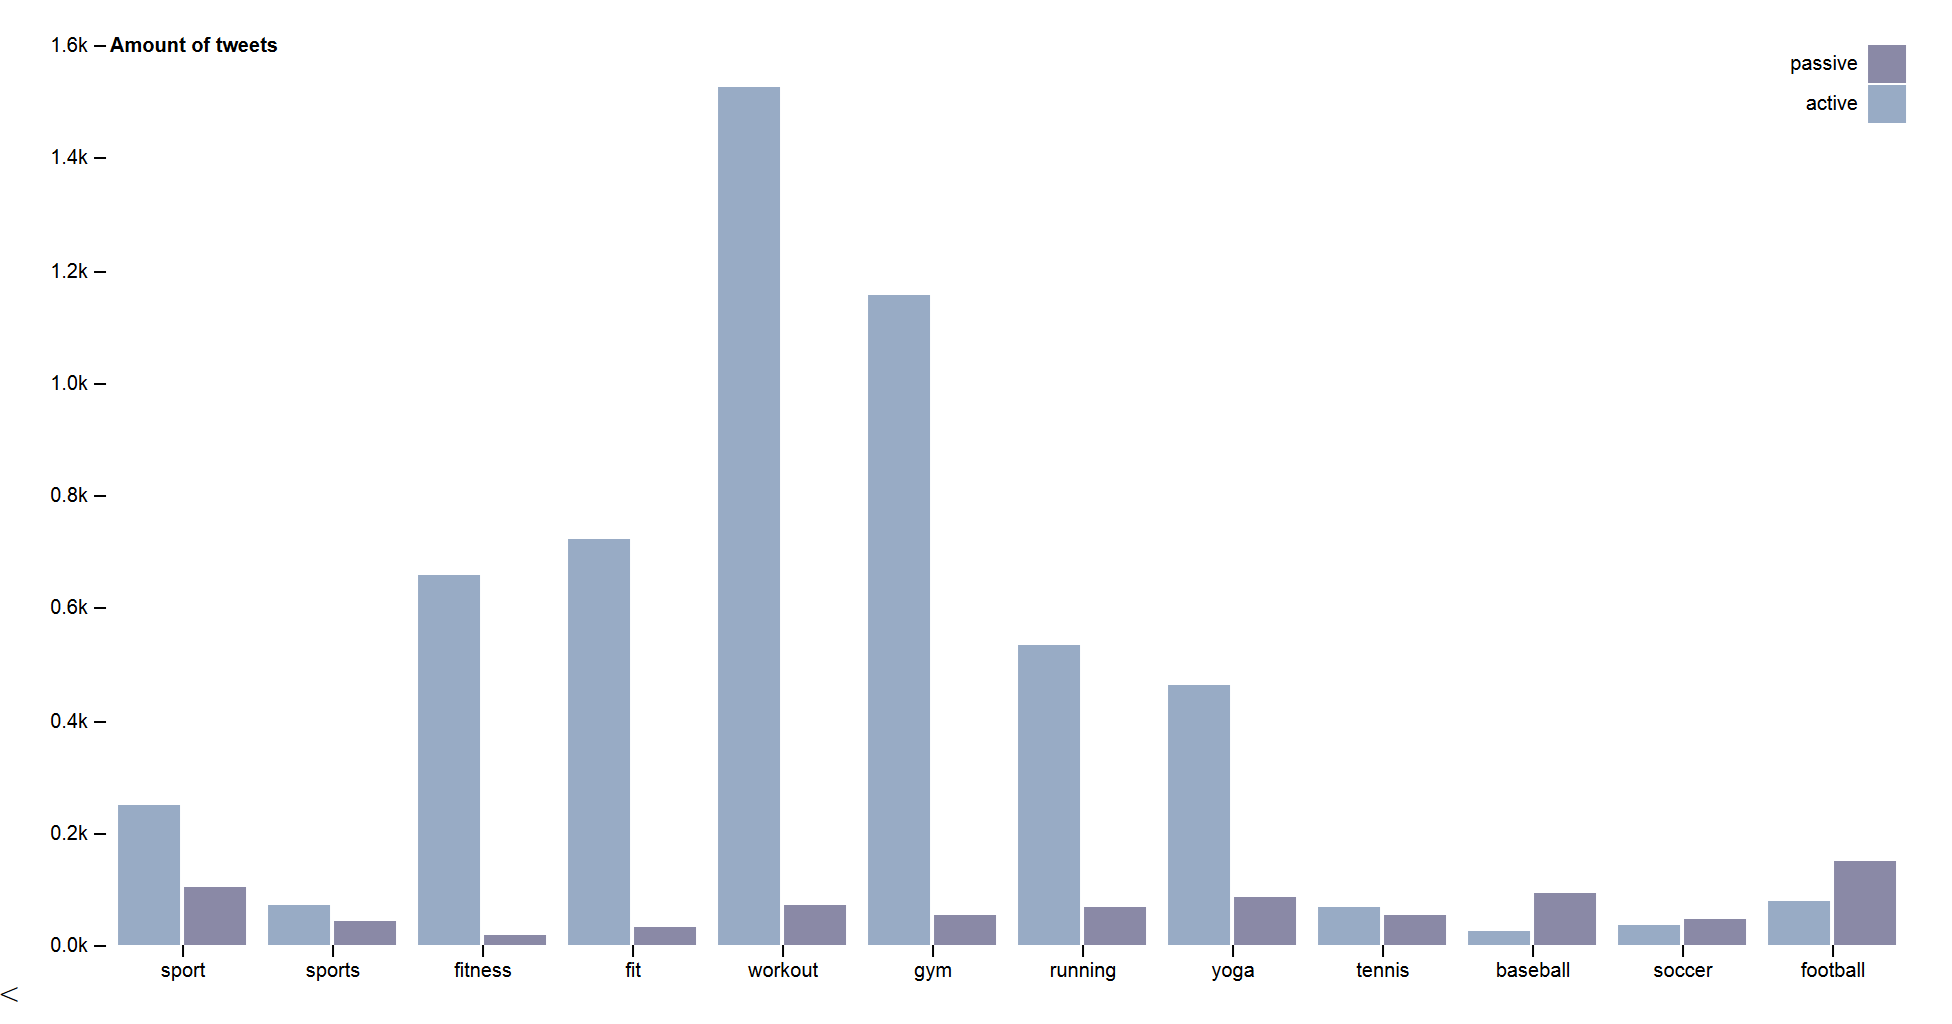 1.6k Amount of tweets
passive
active
1.4k
1.2k
1.0k
0.8k
0.6k
0.4k
0.2k
0.0k
sport sports fitness fit workout gym running yoga tennis baseball soccer football
<